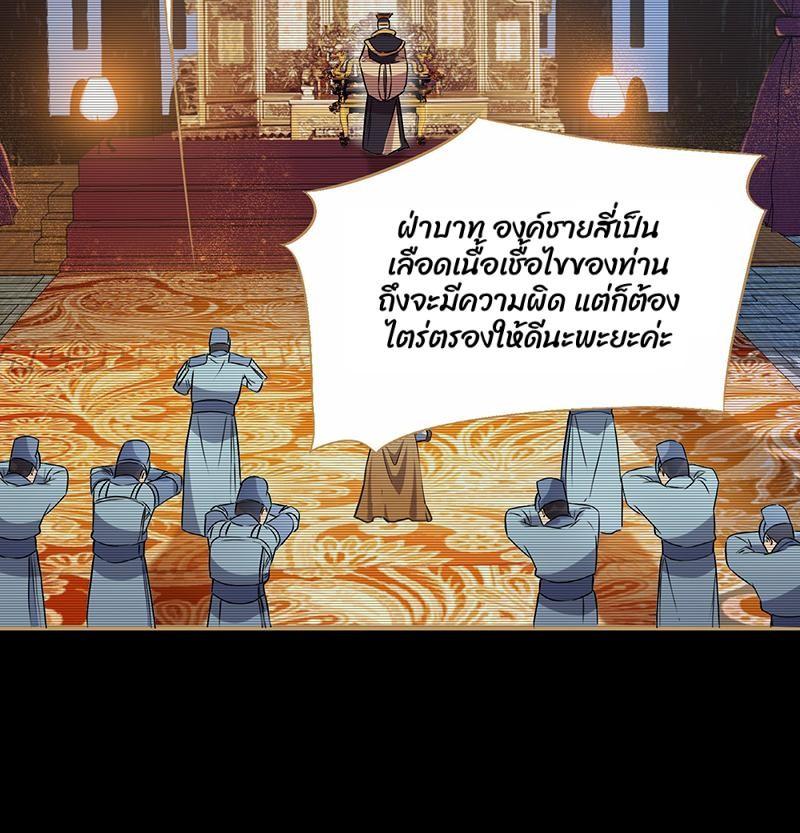 ฝ่าบาท องค์ชายสี่เป็น
เลือดเนื้อเชื้อไขของท่าน
ถึงจะมีความผิด แต่ก็ต้อง
ไตร่ตรองให้ดีนะพะยะค่ะ